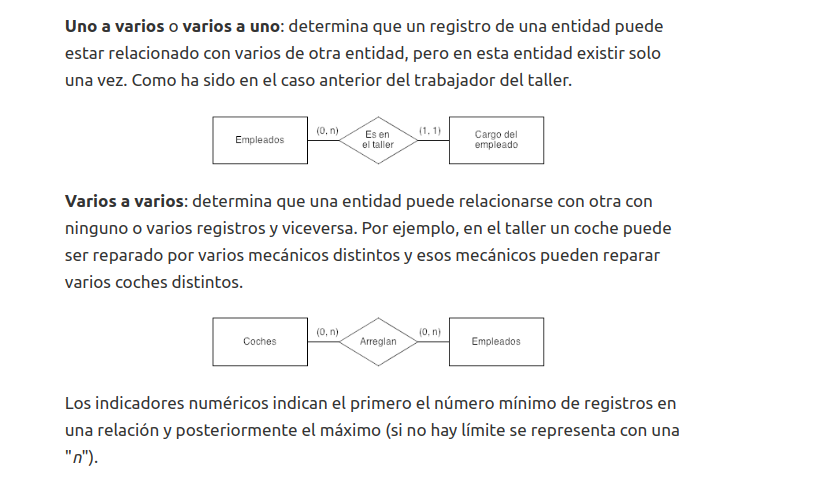 Uno a varios o varios a uno: determina que un registro de una entidad puede
estar relacionado con varios de otra entidad, pero en esta entidad existir solo
una vez. Como ha sido en el caso anterior del trabajador del taller.
Empleados
(0, n)
Es en
el taller
(1, 1)
Cargo del
empleado
Varios a varios: determina que una entidad puede relacionarse con otra con
ninguno o varios registros y viceversa. Por ejemplo, en el taller un coche puede
ser reparado por varios mecánicos distintos y esos mecánicos pueden reparar
varios coches distintos.
Coches
(0, n)
Arreglan
(0, n)
Empleados
Los indicadores numéricos indican el primero el número mínimo de registros en
una relación y posteriormente el máximo (si no hay límite se representa con una
"n").